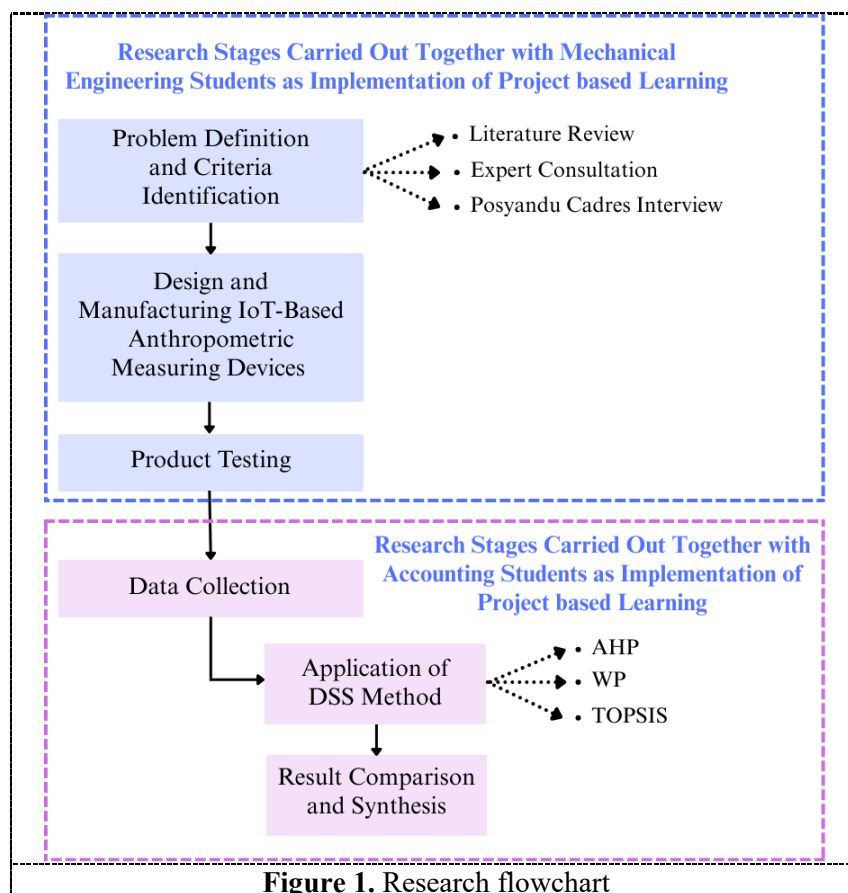 Research Stages Carried Out Together with Mechanical
Engineering Students as Implementation of Project based Learning
Problem Definition
and Criteria
Identification
• Literature Review
• Expert Consultation
• Posyandu Cadres Interview
Design and
Manufacturing IoT-Based
Anthropometric
Measuring Devices
Product Testing
Research Stages Carried Out Together with
Accounting Students as Implementation of
Project based Learning
Data Collection
Application of
DSS Method
• AHP
• WP
• TOPSIS
Result Comparison
and Synthesis
Figure 1. Research flowchart